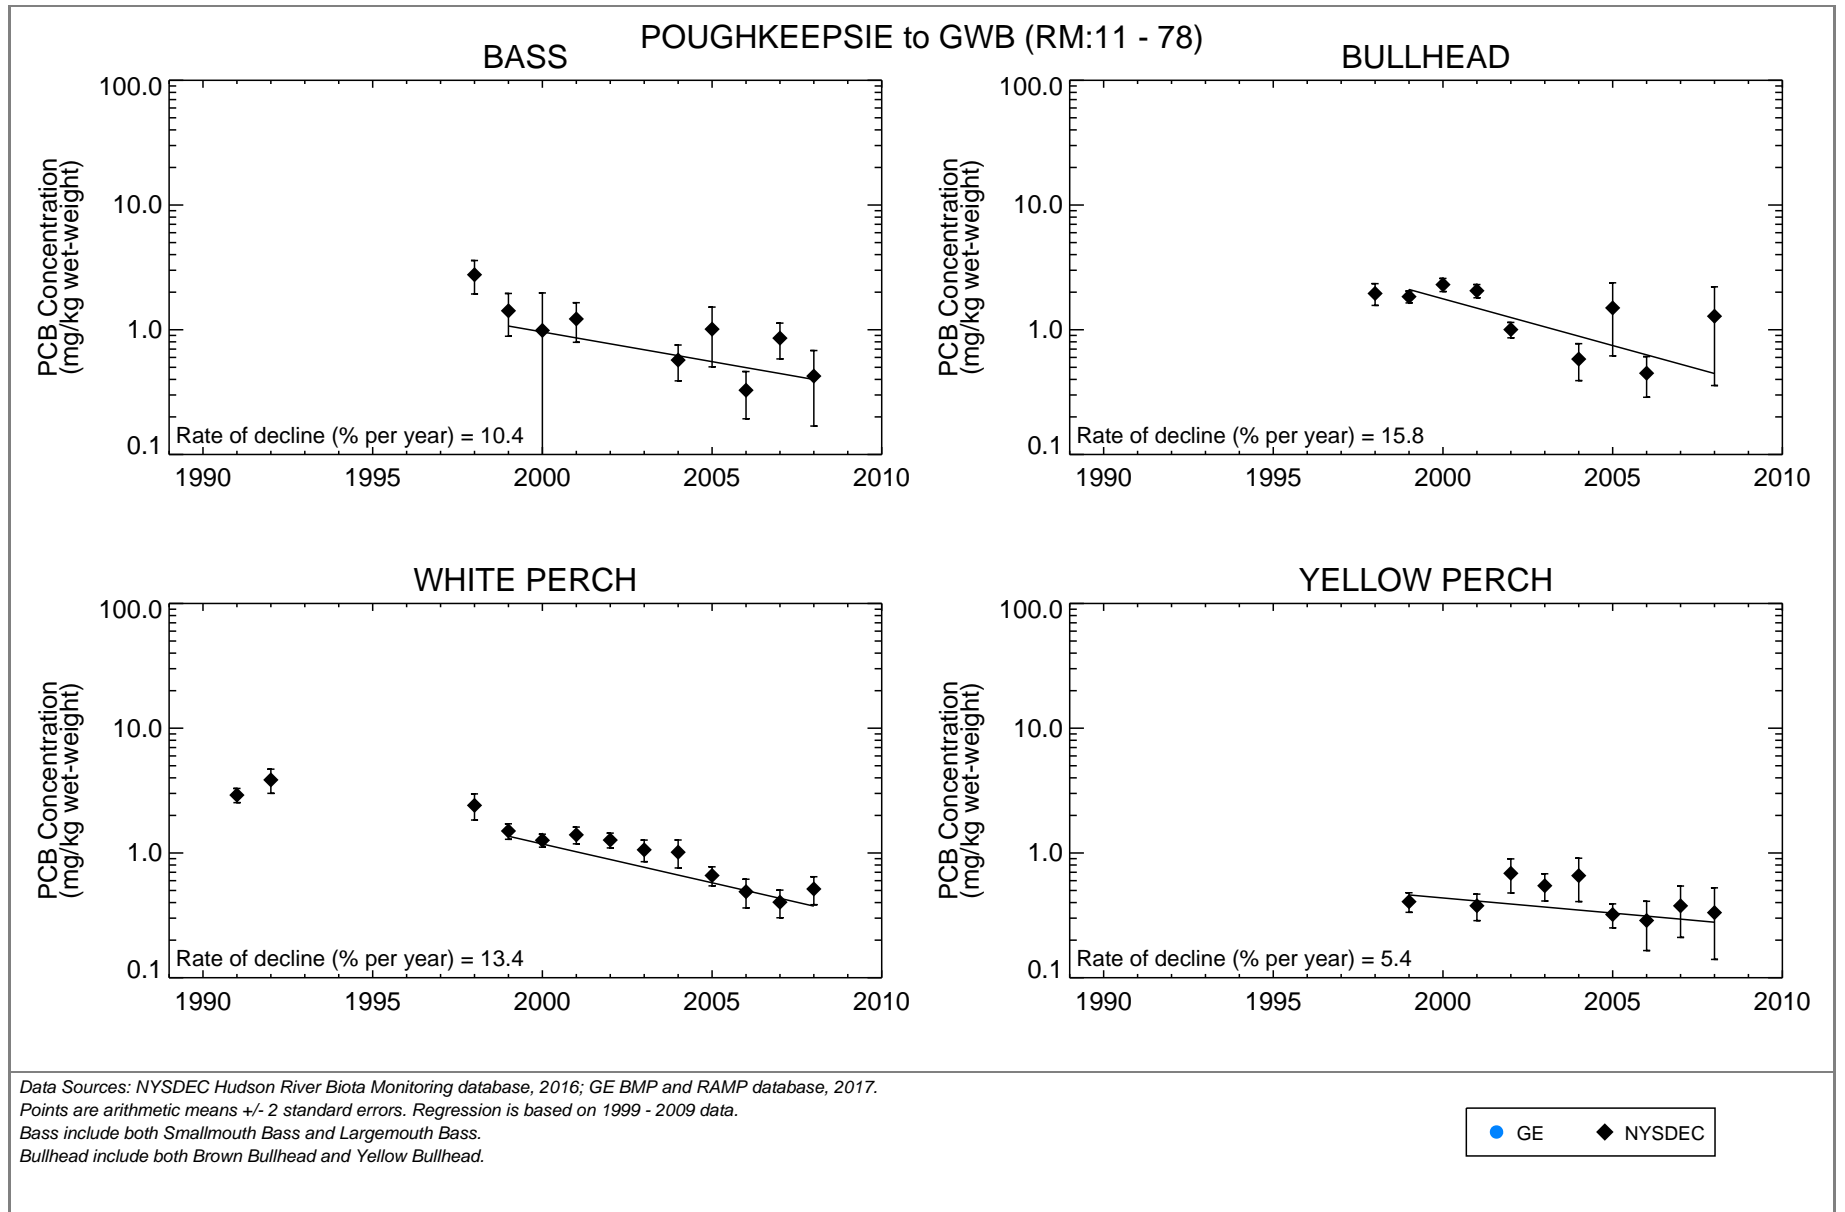 POUGHKEEPSIE to GWB (RM:11 - 78)
BASS
PCB Concentration
(mg/kg wet-weight)
100.0
10.0
1.0
0.1
Rate of decline (% per year) = 10.4
1990 1995 2000 2005 2010
BULLHEAD
PCB Concentration
(mg/kg wet-weight)
100.0
10.0
1.0
0.1
Rate of decline (% per year) = 15.8
1990 1995 2000 2005 2010
WHITE PERCH
PCB Concentration
(mg/kg wet-weight)
100.0
10.0
1.0
0.1
Rate of decline (% per year) = 13.4
1990 1995 2000 2005 2010
YELLOW PERCH
PCB Concentration
(mg/kg wet-weight)
100.0
10.0
1.0
0.1
Rate of decline (% per year) = 5.4
1990 1995 2000 2005 2010
Data Sources: NYSDEC Hudson River Biota Monitoring database, 2016; GE BMP and RAMP database, 2017.
Points are arithmetic means +/- 2 standard errors. Regression is based on 1999 - 2009 data.
Bass include both Smallmouth Bass and Largemouth Bass.
Bullhead include both Brown Bullhead and Yellow Bullhead.
GE NYSDEC